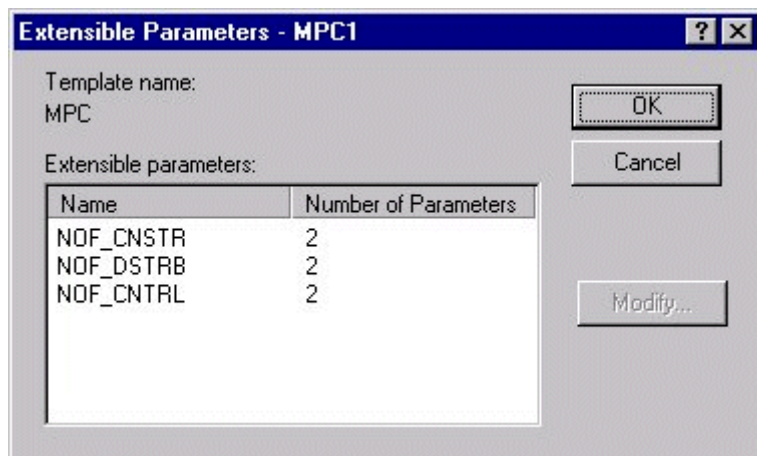 Extensible Parameters - MPC1
Template name:
MPC
OK
Cancel
Extensible parameters:
Name Number of Parameters
NOF_CNSTR 2
NOF_DSTRB 2
NOF_CNTRL 2
Modify...